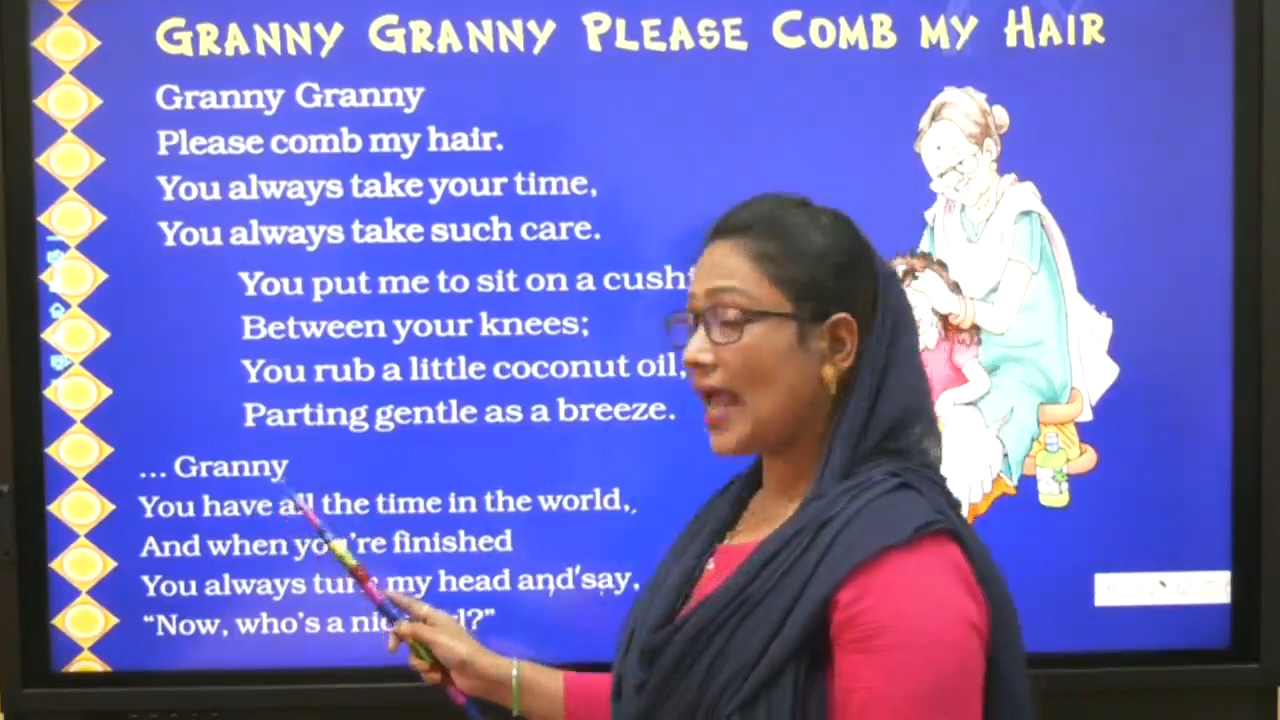 GRANNY GRANNY PLEASE COMB MY HAIR
Granny Granny
Please comb my hair.
You always take your time,
You always take such care.
You put me to sit on a
Between your knees;
You rub a little coconut oil,
Parting gentle as a breeze.
... Granny
You have all the time in the world,
And when you're finished
You always my head and say,
"Now, who's a